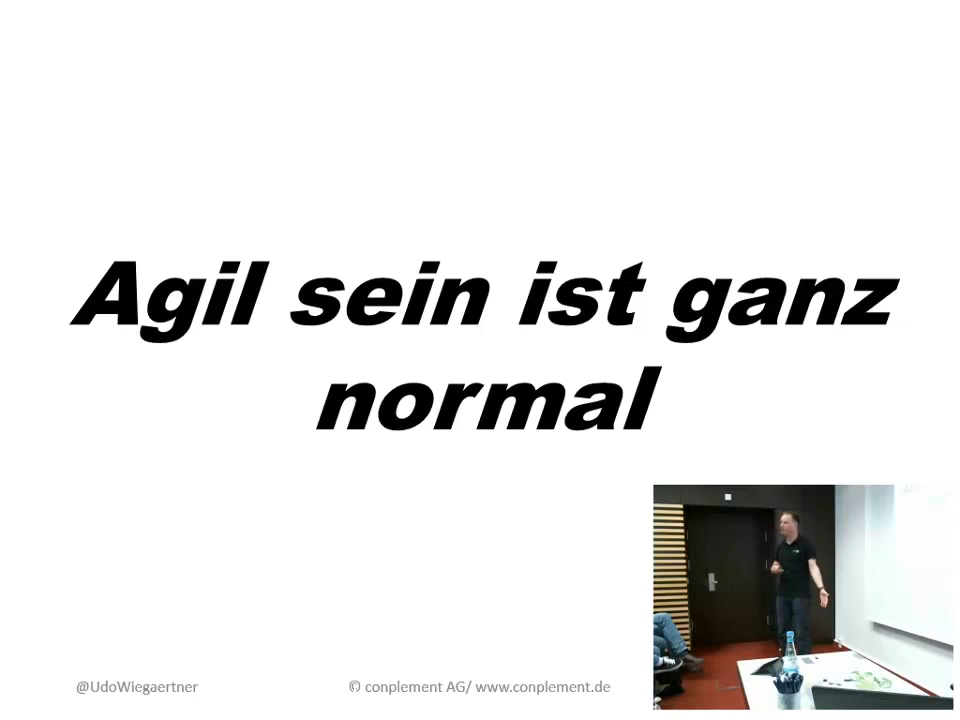 Agil sein ist ganz
normal
@UdoWiegaertner
© conplement AG/ www.conplement.de